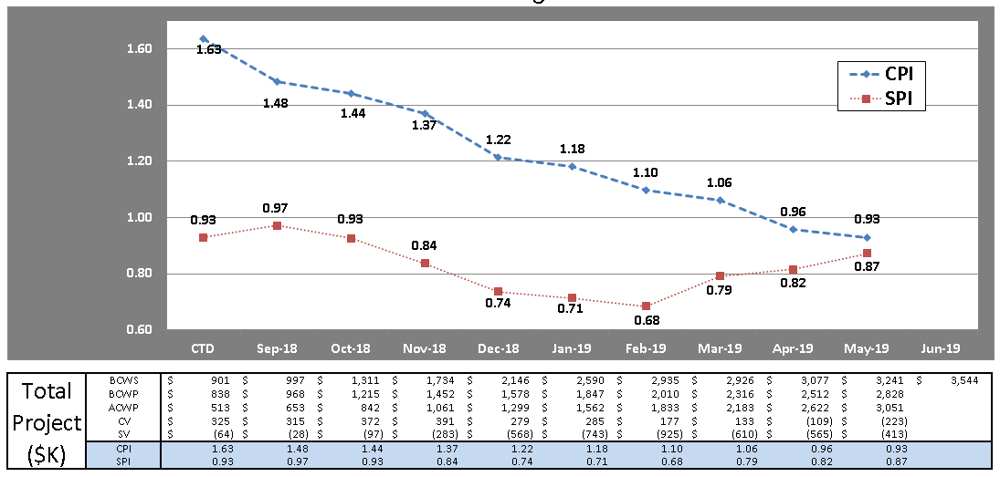 1.60
1.40
1.20
1.00
0.80
0.60
1.63
1.48
1.44
1.37
1.22
1.18
1.10
1.06
0.96
0.93
0.93
0.97
0.93
0.84
0.74
0.71
0.68
0.79
0.82
0.87
CPI
SPI
CTD Sep-18 Oct-18 Nov-18 Dec-18 Jan-19 Feb-19 Mar-19 Apr-19 May-19 Jun-19
Total
Project
($K)
BCWS $ 901 $ 997 $ 1,311 $ 1,734 $ 2,146 $ 2,590 $ 2,935 $ 2,926 $ 3,077 $ 3,241 $ 3,544
BCWP $ 838 $ 968 $ 1,215 $ 1,452 $ 1,578 $ 1,847 $ 2,010 $ 2,316 $ 2,512 $ 2,828
ACWP $ 513 $ 653 $ 842 $ 1,061 $ 1,299 $ 1,562 $ 1,833 $ 2,183 $ 2,622 $ 3,051
CV $ 325 $ 315 $ 372 $ 391 $ 279 $ 285 $ 177 $ 133 $ (109) $ (223)
SV $ (64) $ (28) $ (97) $ (283) $ (568) $ (743) $ (925) $ (610) $ (565) $ (413)
CPI 1.63 1.48 1.44 1.37 1.22 1.18 1.10 1.06 0.96 0.93
SPI 0.93 0.97 0.93 0.84 0.74 0.71 0.68 0.79 0.82 0.87